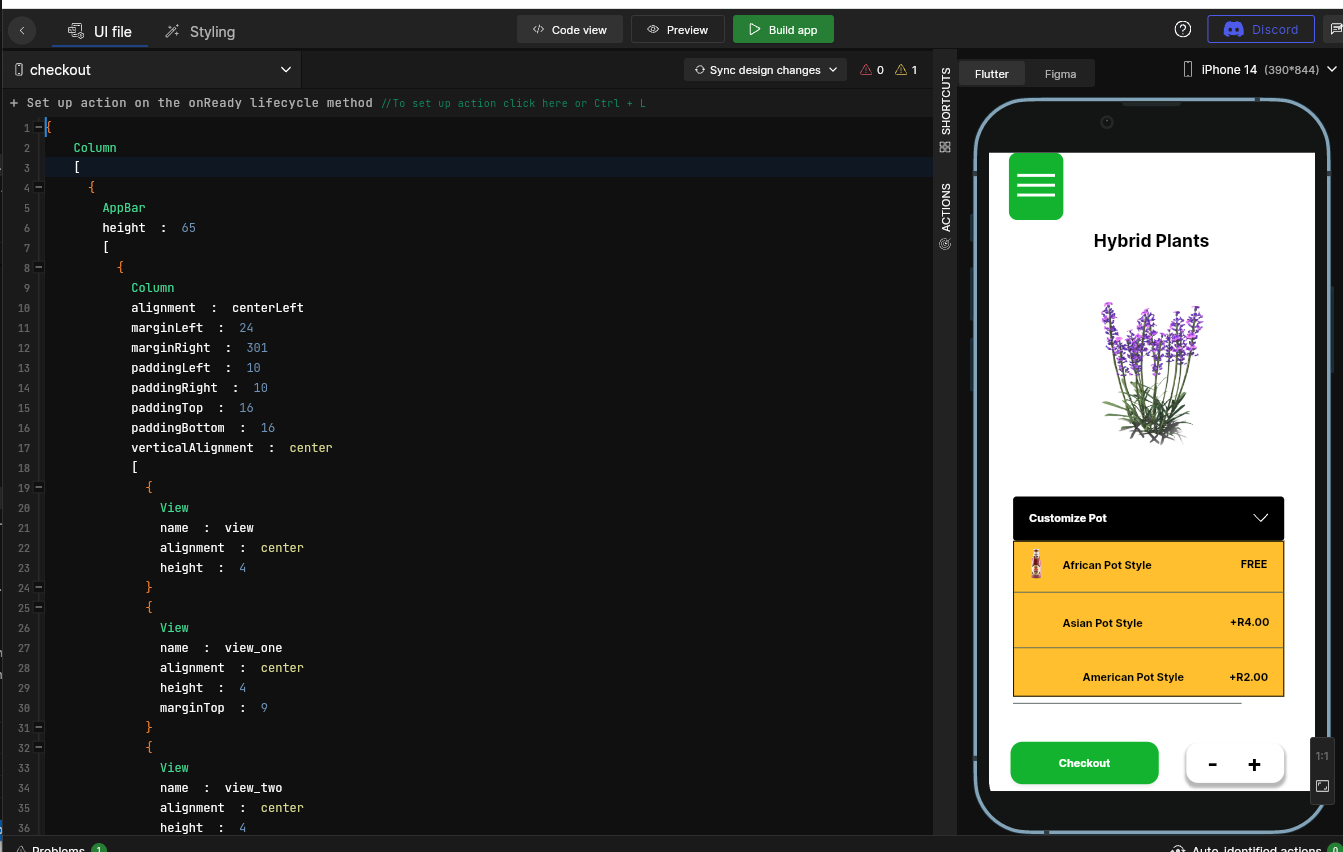 UI file
Styling
Code view
Preview
Build app
Discord
checkout
Sync design changes
0
1
SHORTCUTS
ACTIONS
Flutter
Figma
iPhone 14 (390*844)
+ Set up action on the onReady lifecycle method //To set up action click here or Ctrl + L
1 {
2 Column
3 [
4 {
5 AppBar
6 height : 65
7 [
8 {
9 Column
10 alignment : centerLeft
11 marginLeft : 24
12 marginRight : 301
13 paddingLeft : 10
14 paddingRight : 10
15 paddingTop : 16
16 paddingBottom : 16
17 verticalAlignment : center
18 [
19 {
20 View
21 name : view
22 alignment : center
23 height : 4
24 }
25 {
26 View
27 name : view_one
28 alignment : center
29 height : 4
30 marginTop : 9
31 }
32 {
33 View
34 name : view_two
35 alignment : center
36 height : 4
Hybrid Plants
Customize Pot
African Pot Style FREE
Asian Pot Style +R4.00
American Pot Style +R2.00
Checkout
- +
1:1
Problems 1
Auto-identified actions 0